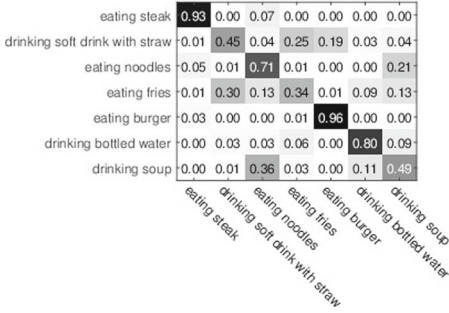 eating steak 0.93 0.00 0.07 0.00 0.00 0.00 0.00
drinking soft drink with straw 0.01 0.45 0.04 0.25 0.19 0.03 0.04
eating noodles 0.05 0.01 0.71 0.01 0.00 0.00 0.21
eating fries 0.01 0.30 0.13 0.34 0.01 0.09 0.13
eating burger 0.03 0.00 0.00 0.01 0.96 0.00 0.00
drinking bottled water 0.00 0.03 0.03 0.06 0.00 0.80 0.09
drinking soup 0.00 0.01 0.36 0.03 0.00 0.11 0.49
eating steak
drinking soft drink with straw
eating noodles
eating fries
eating burger
drinking bottled water
drinking soup